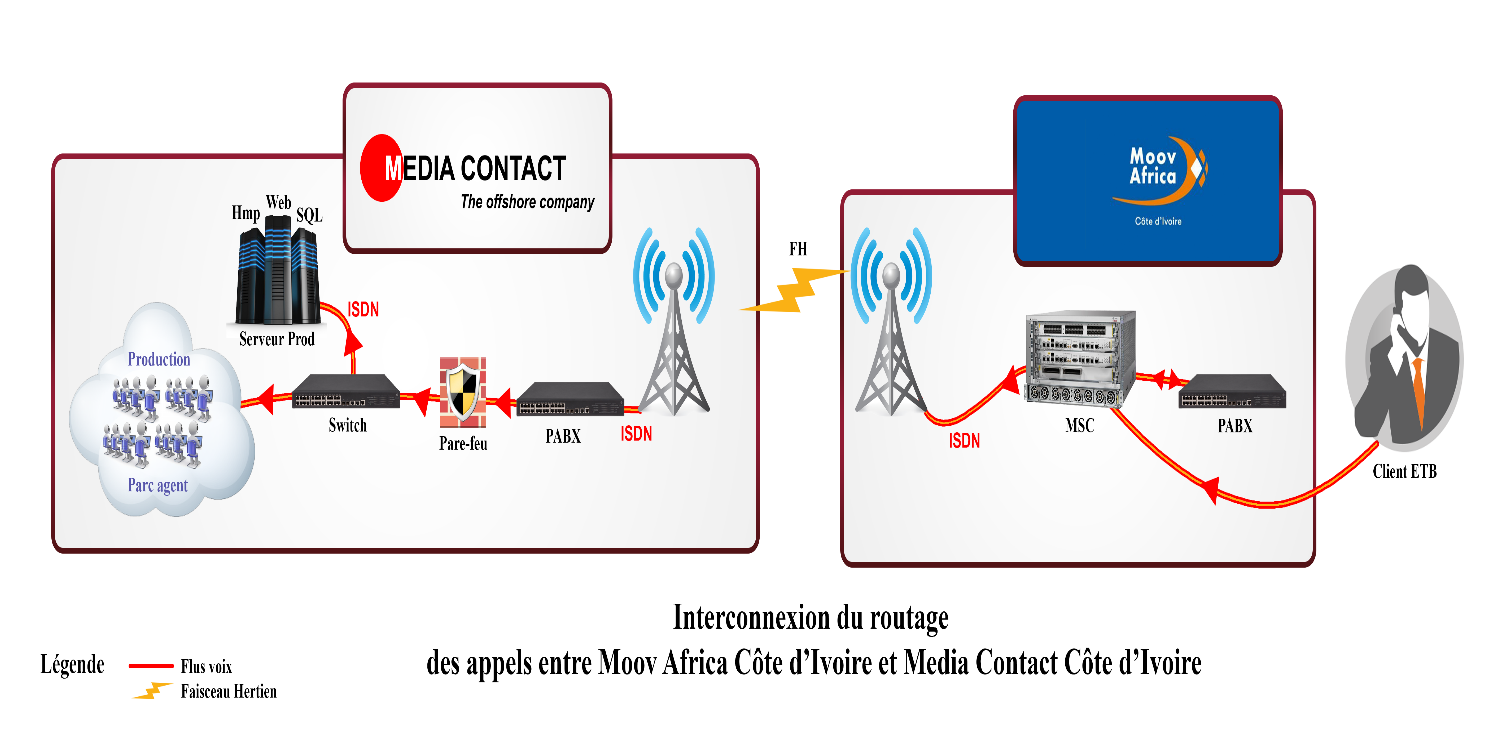 MEDIA CONTACT
The offshore company
Moov
Africa
Côte d'Ivoire
Hmp
Web
SQL
ISDN
Serveur Prod
Production
Parc agent
Switch
Pare-feu
PABX
ISDN
FH
ISDN
MSC
PABX
Client ETB
Interconnexion du routage
des appels entre Moov Africa Côte d'Ivoire et Media Contact Côte d'Ivoire
Légende
Flus voix
Faisceau Hertien